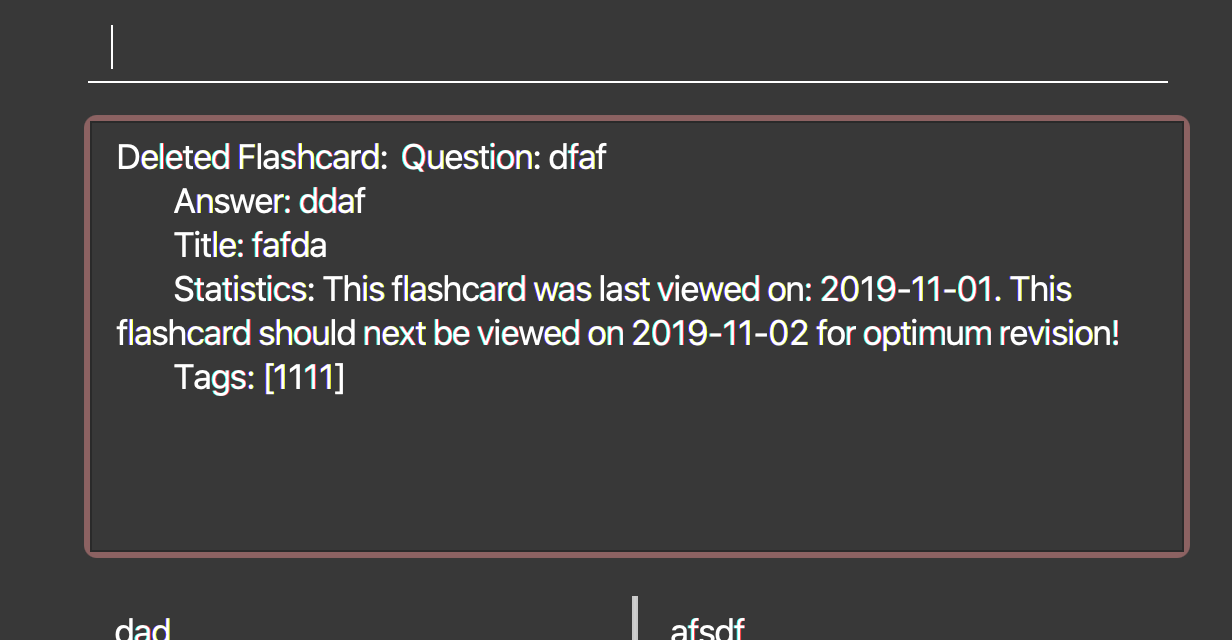 Deleted Flashcard:  Question: dfaf
Answer: ddaf
Title: fafda
Statistics: This flashcard was last viewed on: 2019-11-01. This
flashcard should next be viewed on 2019-11-02 for optimum revision!
Tags: [1111]
dad
afsdf